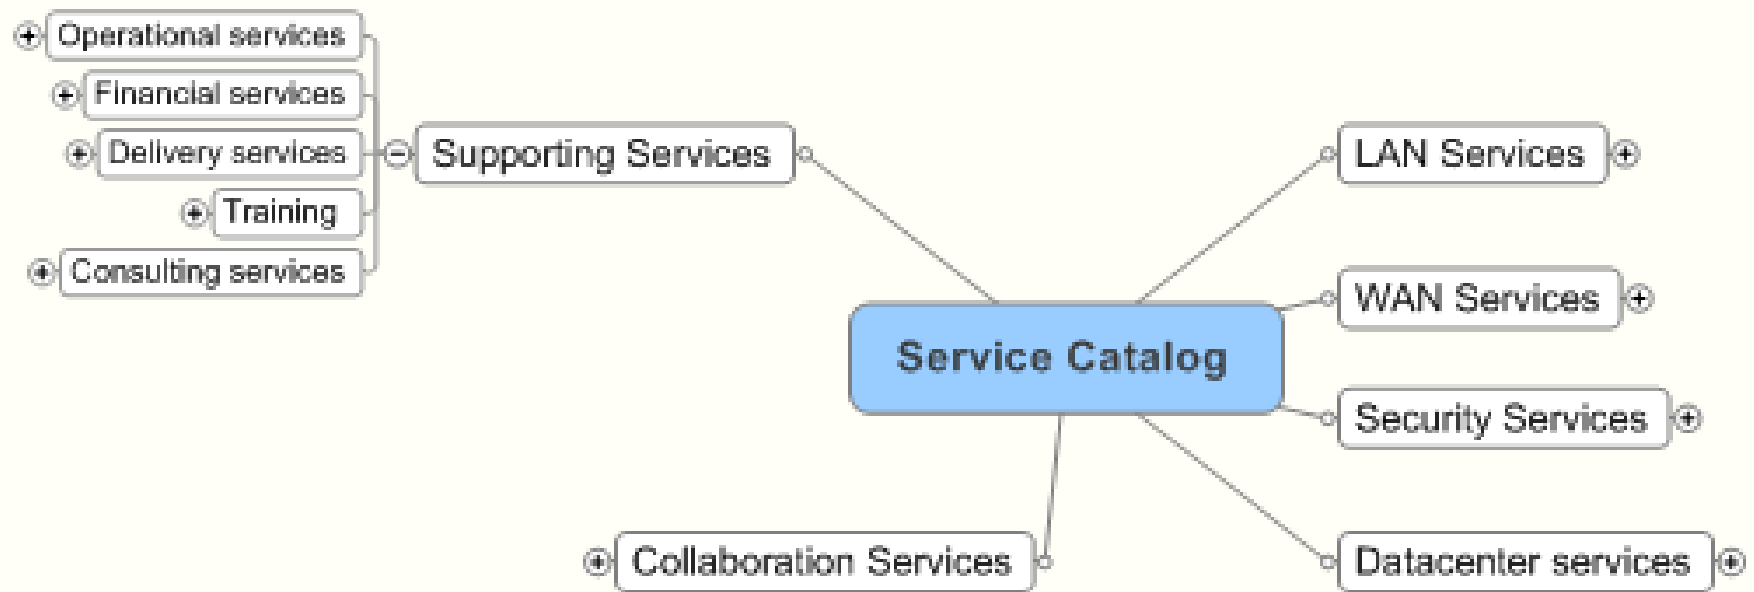 Operational services
Financial services
Delivery services
Training
Consulting services
Supporting Services
LAN Services
WAN Services
Service Catalog
Security Services
Collaboration Services
Datacenter services